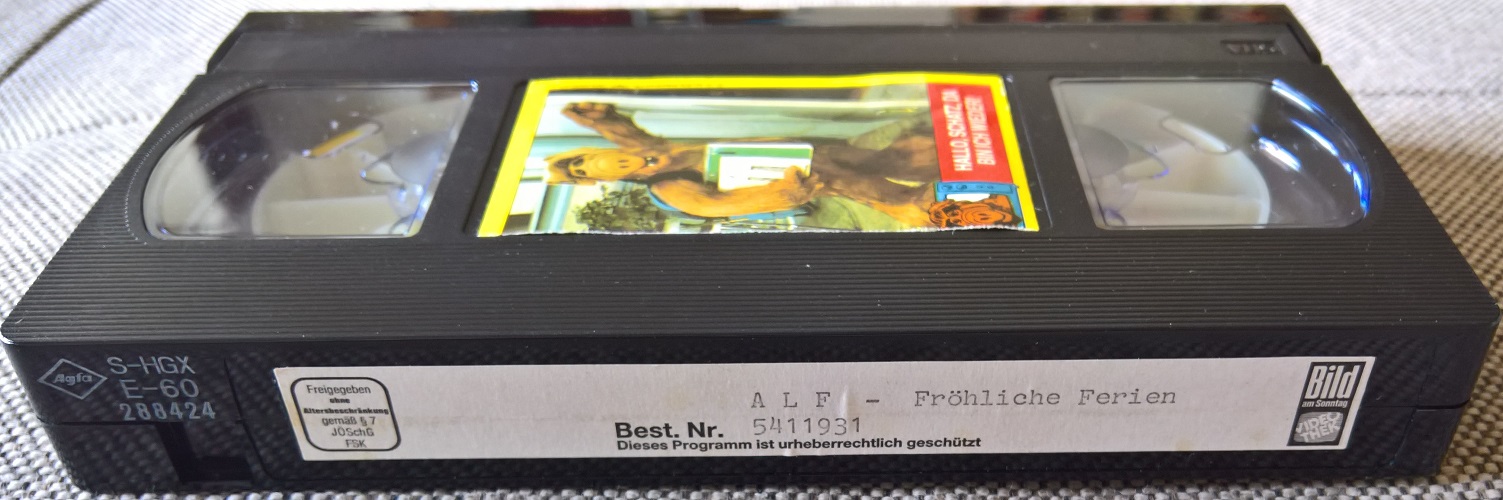 HALLO, SCHATZ, DA
BIN ICH WIEDER!
Agfa
S-HGX
E-60
288424
Freigegeben
ohne
Altersbeschränkung
gemäß § 7
JÖSchG
FSK
A L F - Fröhliche Ferien
Best. Nr. 5411931
Dieses Programm ist urheberrechtlich geschützt
Bild
am Sonntag
VIDEO
THEK